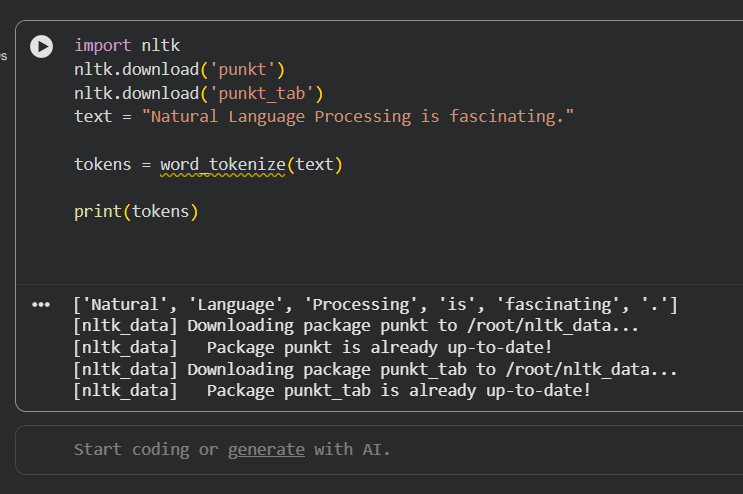 s
import nltk
nltk.download('punkt')
nltk.download('punkt_tab')
text = "Natural Language Processing is fascinating."
tokens = word_tokenize(text)
print(tokens)
['Natural', 'Language', 'Processing', 'is', 'fascinating', '.']
[nltk_data] Downloading package punkt to /root/nltk_data...
[nltk_data]   Package punkt is already up-to-date!
[nltk_data] Downloading package punkt_tab to /root/nltk_data...
[nltk_data]   Package punkt_tab is already up-to-date!
Start coding or generate with AI.